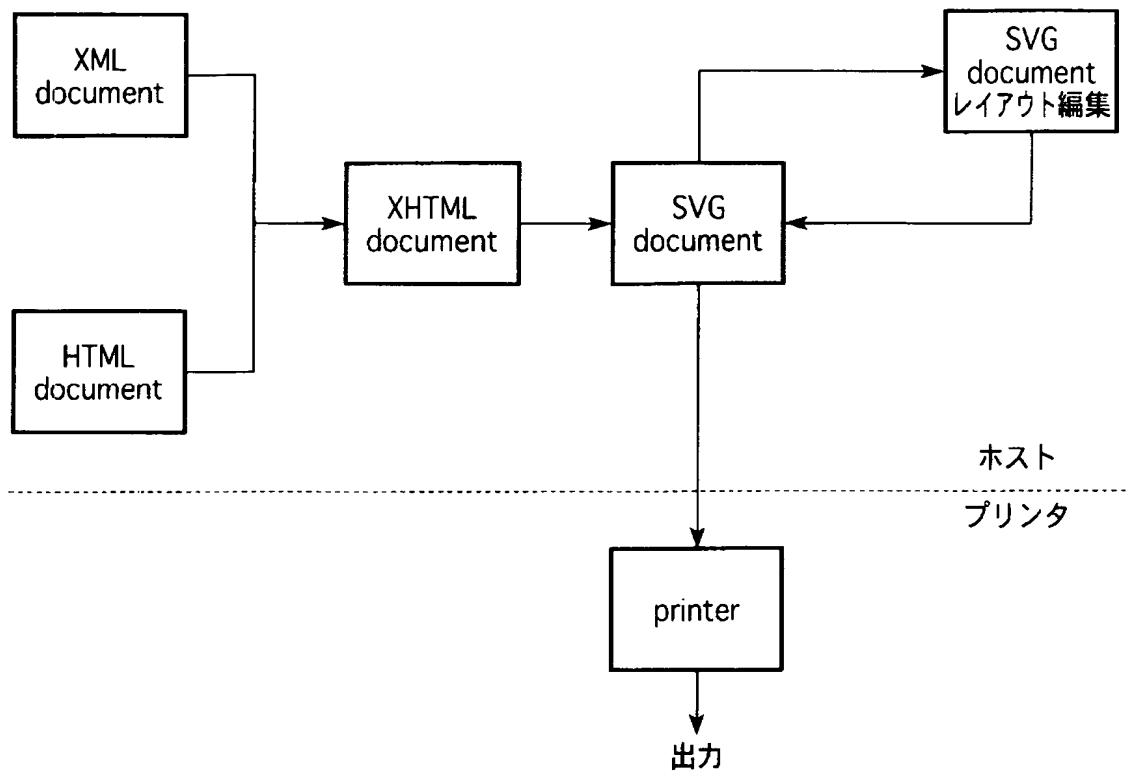 XML
document
SVG
document
レイアウト編集
XHTML
document
SVG
document
HTML
document
ホスト
プリンタ
printer
出力